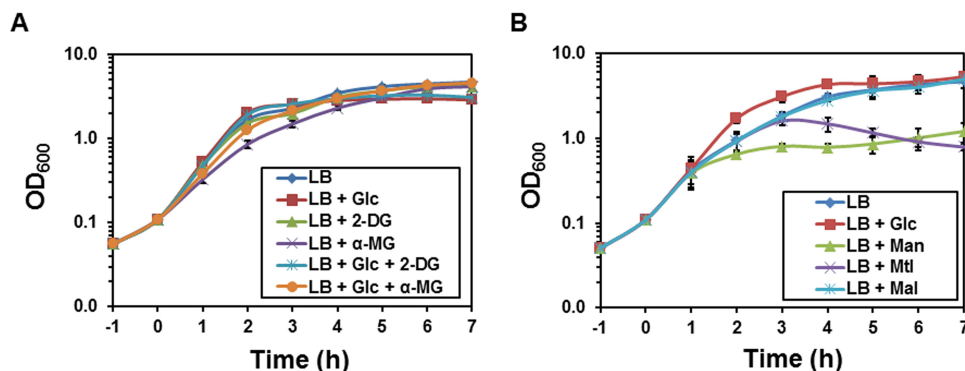 A
B
OD600
10.0
1.0
0.1
0.0
-1 0 1 2 3 4 5 6 7
Time (h)
LB
LB + Glc
LB + 2-DG
LB + α-MG
LB + Glc + 2-DG
LB + Glc + α-MG
OD600
10.0
1.0
0.1
0.0
-1 0 1 2 3 4 5 6 7
Time (h)
LB
LB + Glc
LB + Man
LB + Mtl
LB + Mal